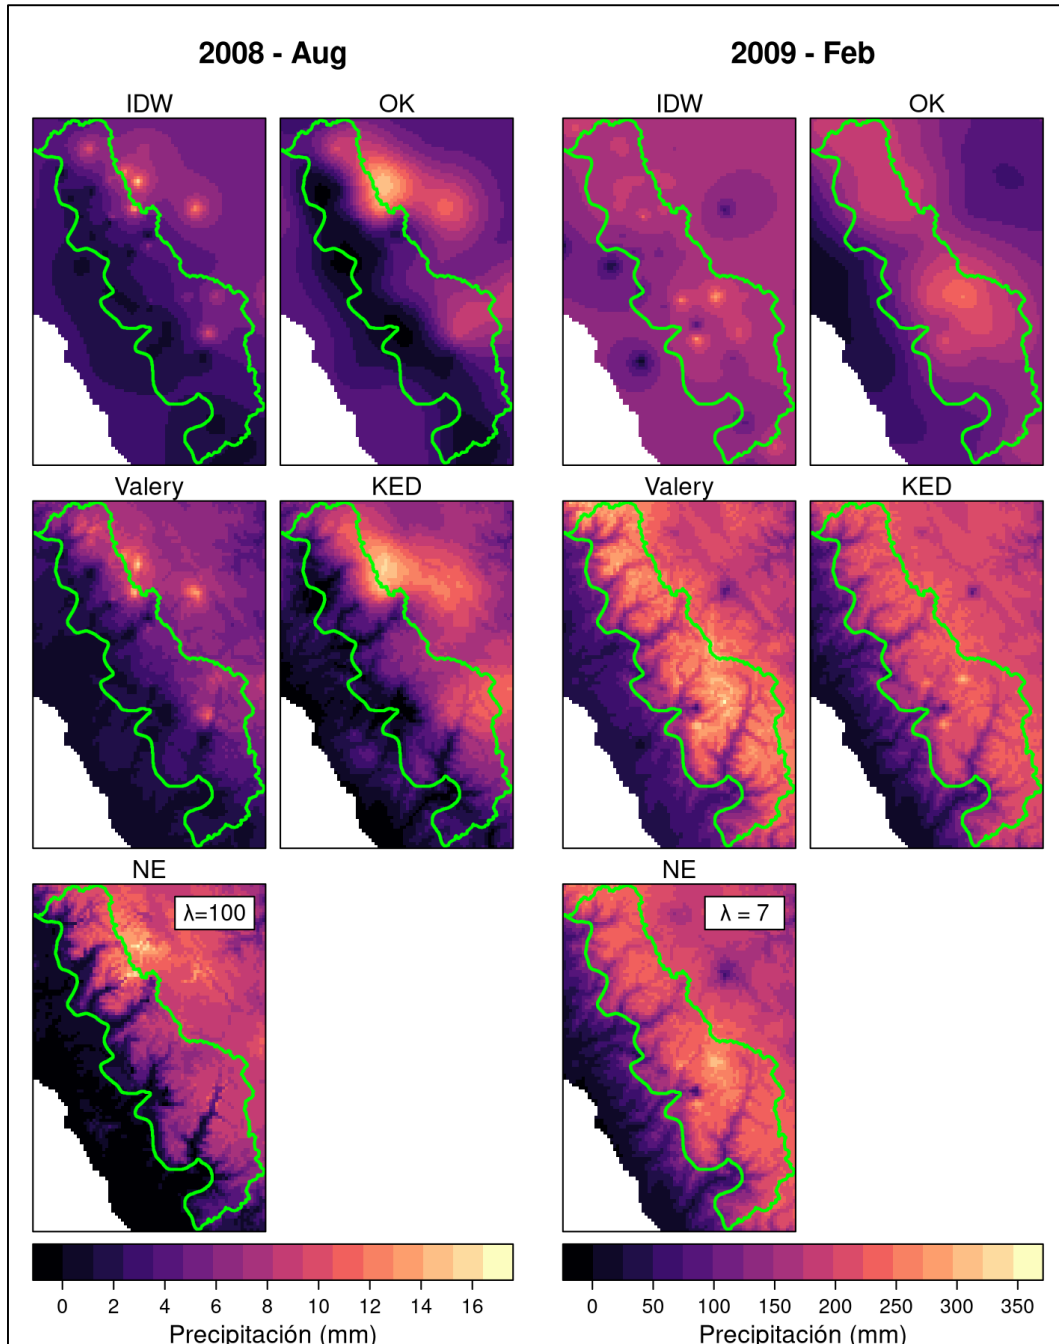 2008 - Aug 2009 - Feb
IDW OK IDW OK
Valery KED Valery KED
NE NE
λ=100 λ = 7
0 2 4 6 8 10 12 14 16 0 50 100 150 200 250 300 350
Precipitación (mm) Precipitación (mm)